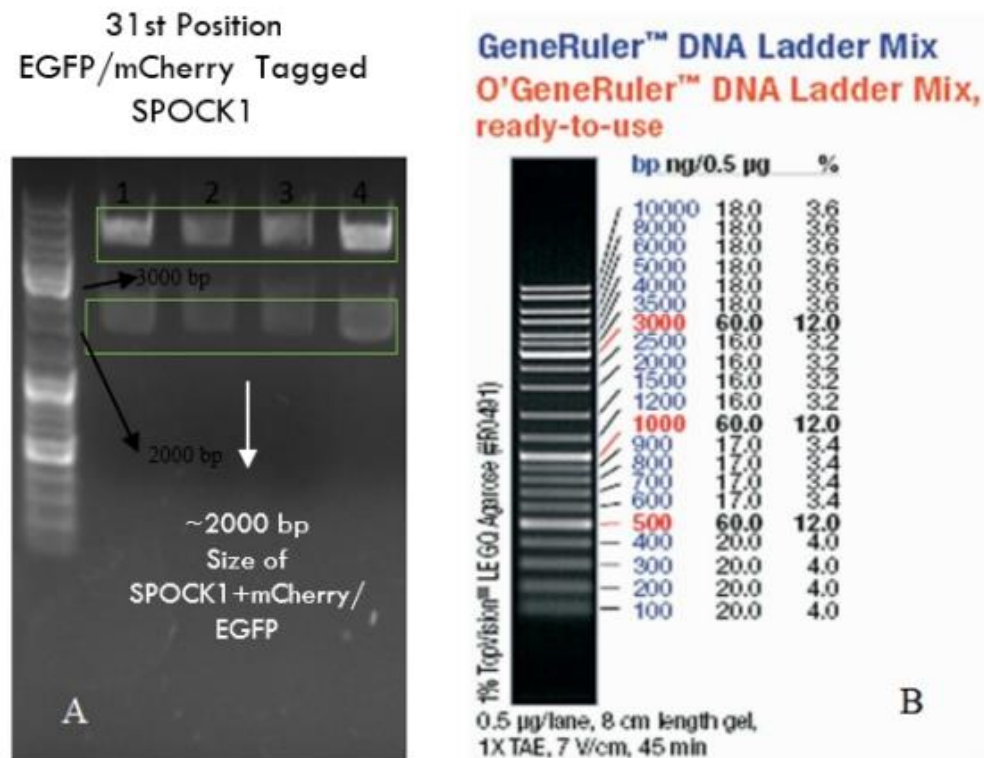 31st Position
EGFP/mCherry Tagged
SPOCK1
1 2 3 4
3000 bp
2000 bp
~2000 bp
Size of
SPOCK1+mCherry/
EGFP
A
GeneRuler™ DNA Ladder Mix
O'GeneRuler™ DNA Ladder Mix,
ready-to-use
bp ng/0.5 µg %
10000 18.0 3.6
8000 18.0 3.6
6000 18.0 3.6
5000 18.0 3.6
4000 18.0 3.6
3500 18.0 3.6
3000 60.0 12.0
2500 16.0 3.2
2000 16.0 3.2
1500 16.0 3.2
1200 16.0 3.2
1000 60.0 12.0
900 17.0 3.4
800 17.0 3.4
700 17.0 3.4
600 17.0 3.4
500 60.0 12.0
400 20.0 4.0
300 20.0 4.0
200 20.0 4.0
100 20.0 4.0
1% TopVision™ LE GQ Agarose (#R0491)
0.5 µg/lane, 8 cm length gel,
1X TAE, 7 V/cm, 45 min
B